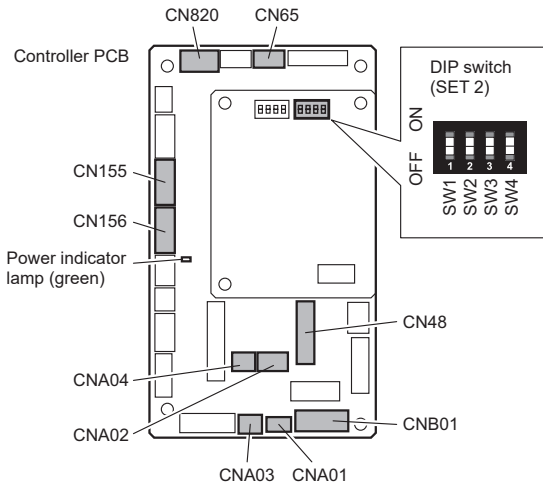 CN820
CN65
Controller PCB
DIP switch
(SET 2)
ON
OFF
1 2 3 4
SW1
SW2
SW3
SW4
CN155
CN156
Power indicator
lamp (green)
CN48
CNA04
CNA02
CNB01
CNA03
CNA01